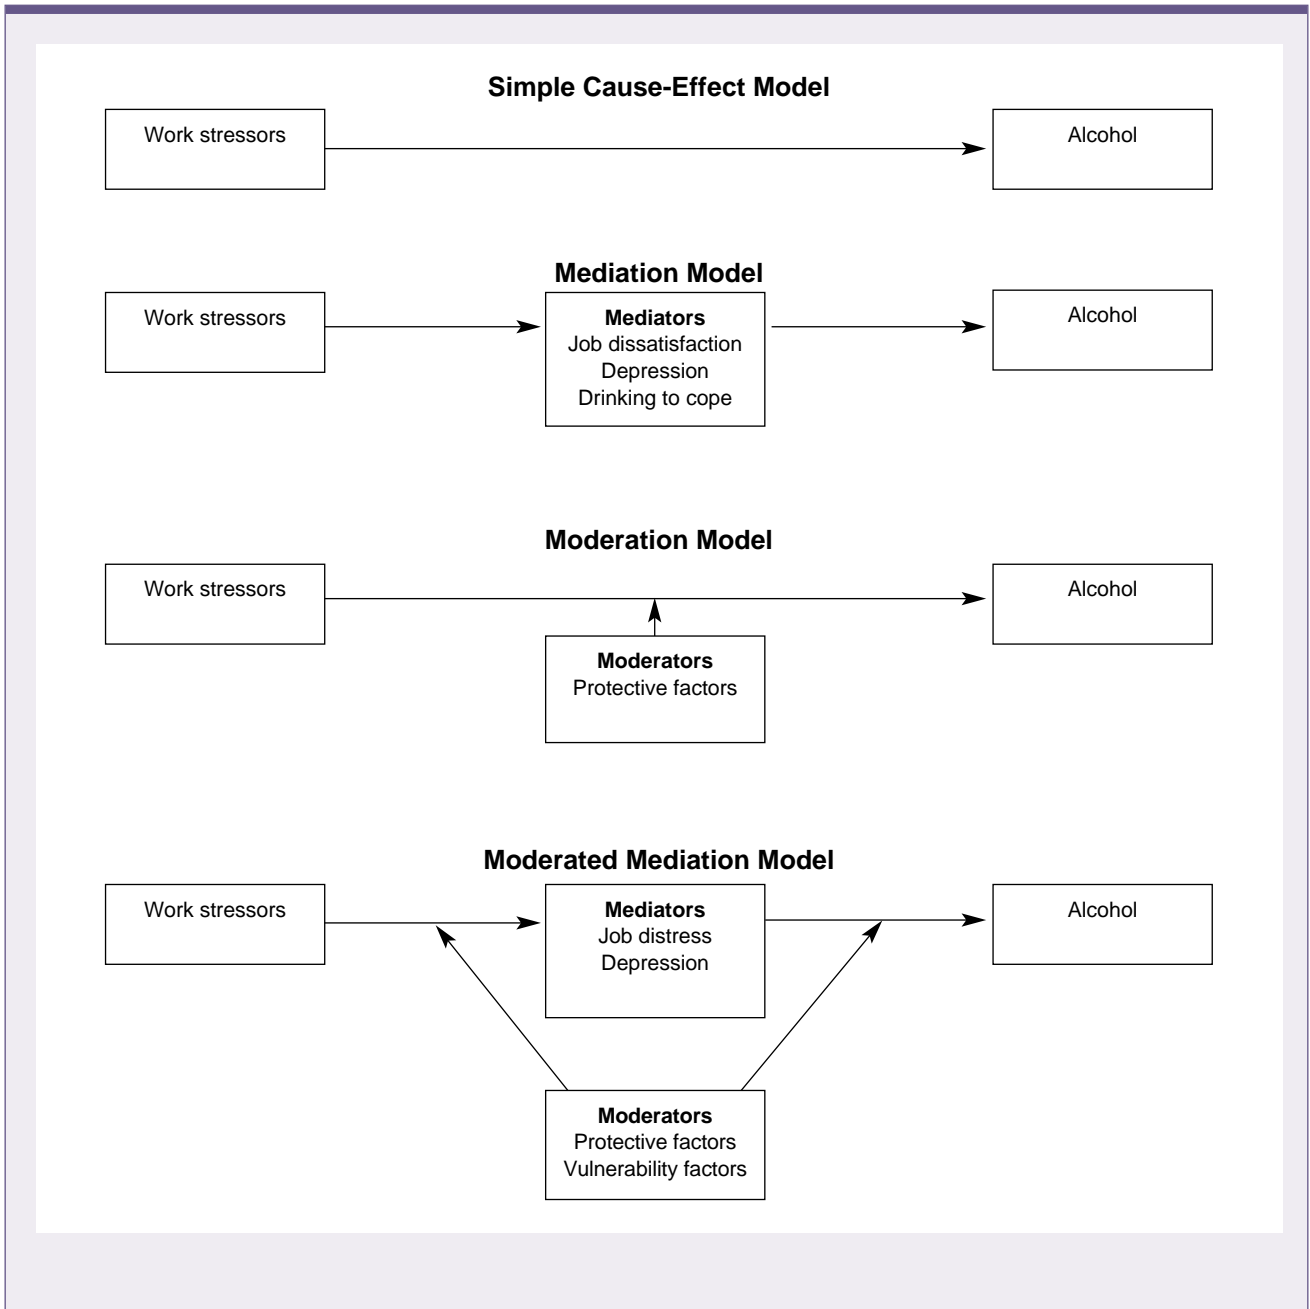 Simple Cause-Effect Model
Work stressors
Alcohol
Mediation Model
Work stressors
Mediators
Job dissatisfaction
Depression
Drinking to cope
Alcohol
Moderation Model
Work stressors
Alcohol
Moderators
Protective factors
Moderated Mediation Model
Work stressors
Mediators
Job distress
Depression
Alcohol
Moderators
Protective factors
Vulnerability factors